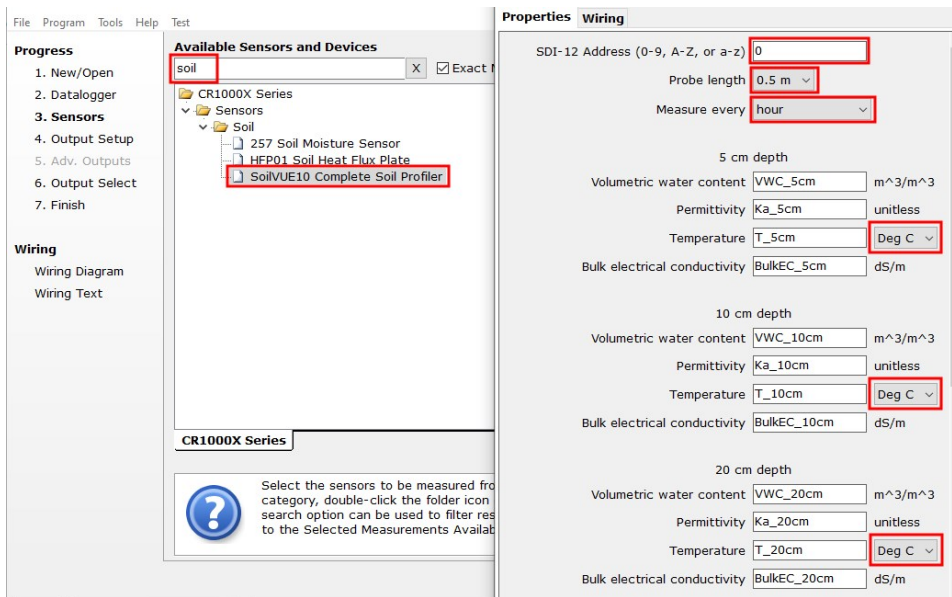 File Program Tools Help Test
Progress
1. New/Open
2. Datalogger
3. Sensors
4. Output Setup
5. Adv. Outputs
6. Output Select
7. Finish
Wiring
Wiring Diagram
Wiring Text
Available Sensors and Devices
soil X Exact
CR1000X Series
Sensors
Soil
257 Soil Moisture Sensor
HFP01 Soil Heat Flux Plate
SoilVUE10 Complete Soil Profiler
CR1000X Series
Select the sensors to be measured
category, double-click the folder icon
search option can be used to filter
to the Selected Measurements
Properties Wiring
SDI-12 Address (0-9, A-Z, or a-z) 0
Probe length 0.5 m
Measure every hour
5 cm depth
Volumetric water content VWC_5cm m^3/m^3
Permittivity Ka_5cm unitless
Temperature T_5cm Deg C
Bulk electrical conductivity BulkEC_5cm dS/m
10 cm depth
Volumetric water content VWC_10cm m^3/m^3
Permittivity Ka_10cm unitless
Temperature T_10cm Deg C
Bulk electrical conductivity BulkEC_10cm dS/m
20 cm depth
Volumetric water content VWC_20cm m^3/m^3
Permittivity Ka_20cm unitless
Temperature T_20cm Deg C
Bulk electrical conductivity BulkEC_20cm dS/m